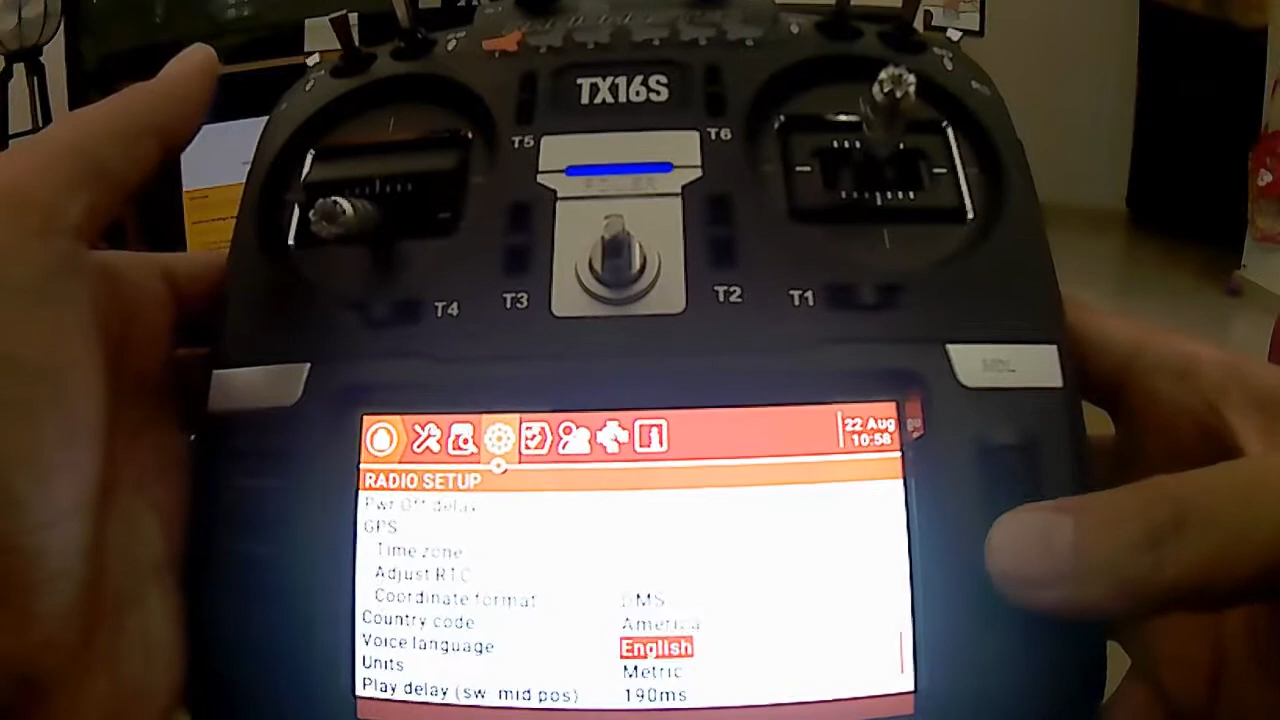 TX16S
T5
T6
POWER
T4
T3
T2
T1
MDL
22 Aug
10:58
RADIO SETUP
Pwr Off delay
GPS
Time zone
Adjust RTC
Coordinate format DMS
Country code America
Voice language English
Units Metric
Play delay (sw. mid pos) 190ms